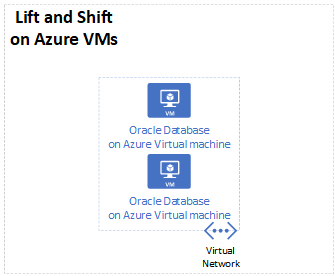 Lift and Shift
on Azure VMs
VM
Oracle Database
on Azure Virtual machine
VM
Oracle Database
on Azure Virtual machine
Virtual
Network